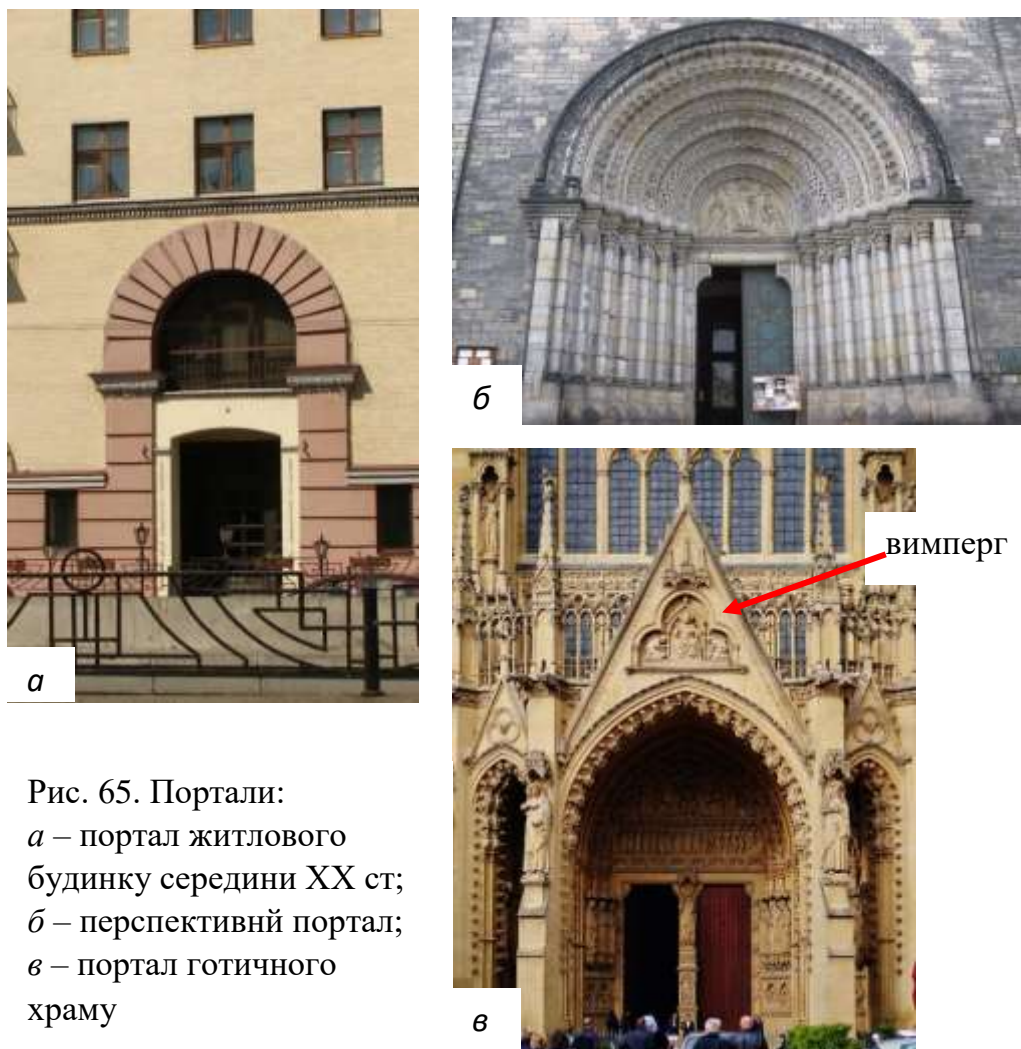 а
б
вимперг
в
Рис. 65. Портали:
а – портал житлового
будинку середини ХХ ст;
б – перспективнй портал;
в – портал готичного
храму